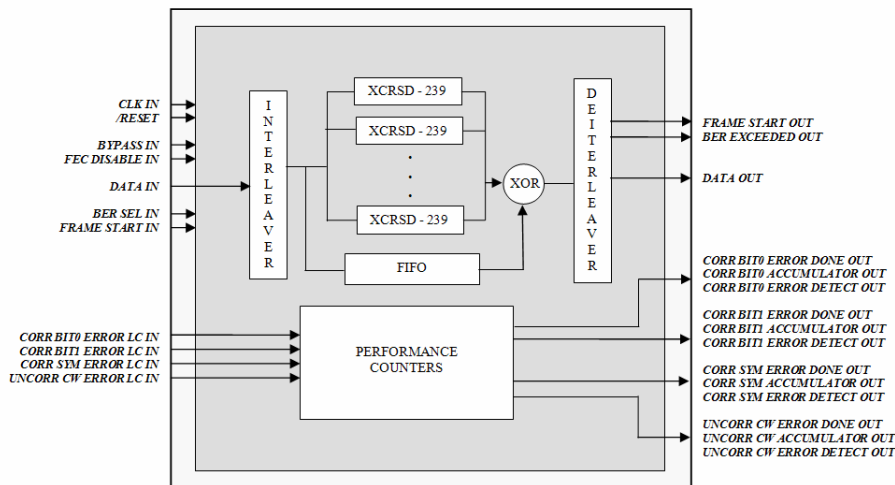 CLK IN
/RESET
BYPASS IN
FEC DISABLE IN
DATA IN
BER SEL IN
FRAME START IN
INTERLEAVER
XCRSD - 239
XCRSD - 239
XCRSD - 239
FIFO
XOR
DEITERLEAVER
FRAME START OUT
BER EXCEEDED OUT
DATA OUT
CORR BIT0 ERROR LC IN
CORR BIT1 ERROR LC IN
CORR SYM ERROR LC IN
UNCORR CW ERROR LC IN
PERFORMANCE
COUNTERS
CORR BIT0 ERROR DONE OUT
CORR BIT0 ACCUMULATOR OUT
CORR BIT0 ERROR DETECT OUT
CORR BIT1 ERROR DONE OUT
CORR BIT1 ACCUMULATOR OUT
CORR BIT1 ERROR DETECT OUT
CORR SYM ERROR DONE OUT
CORR SYM ACCUMULATOR OUT
CORR SYM ERROR DETECT OUT
UNCORR CW ERROR DONE OUT
UNCORR CW ACCUMULATOR OUT
UNCORR CW ERROR DETECT OUT